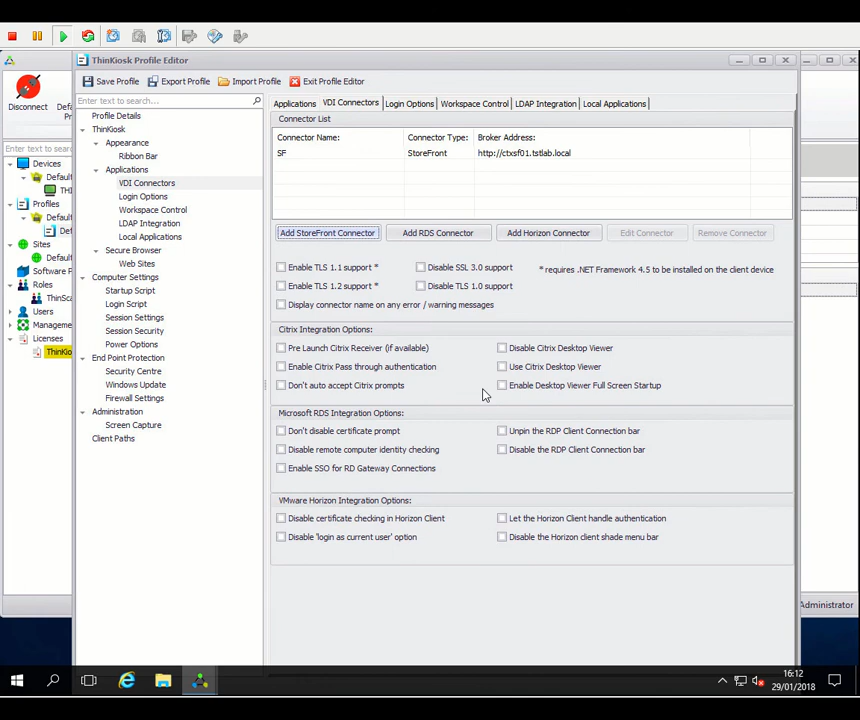 ThinKiosk Profile Editor
Disconnect
Save Profile
Export Profile
Import Profile
Exit Profile Editor
Enter text to search...
Enter text to search...
Devices
Profiles
Sites
Software P
Roles
Users
Manageme
Licenses
Profile Details
ThinKiosk
Appearance
Ribbon Bar
Applications
VDI Connectors
Login Options
Workspace Control
LDAP Integration
Local Applications
Secure Browser
Web Sites
Computer Settings
Startup Script
Login Script
Session Settings
Session Security
Power Options
End Point Protection
Security Centre
Windows Update
Firewall Settings
Administration
Screen Capture
Client Paths
Applications VDI Connectors Login Options Workspace Control LDAP Integration Local Applications
Connector List
Connector Name: Connector Type: Broker Address:
SF StoreFront http://ctxsf01.tstlab.local
Add StoreFront Connector Add RDS Connector Add Horizon Connector Edit Connector Remove Connector
Enable TLS 1.1 support * Disable SSL 3.0 support * requires .NET Framework 4.5 to be installed on the client device
Enable TLS 1.2 support * Disable TLS 1.0 support
Display connector name on any error / warning messages
Citrix Integration Options:
Pre Launch Citrix Receiver (if available) Disable Citrix Desktop Viewer
Enable Citrix Pass through authentication Use Citrix Desktop Viewer
Don't auto accept Citrix prompts Enable Desktop Viewer Full Screen Startup
Microsoft RDS Integration Options:
Don't disable certificate prompt Unpin the RDP Client Connection bar
Disable remote computer identity checking Disable the RDP Client Connection bar
Enable SSO for RD Gateway Connections
VMware Horizon Integration Options:
Disable certificate checking in Horizon Client Let the Horizon Client handle authentication
Disable 'login as current user' option Disable the Horizon client shade menu bar
Administrator
16:12
29/01/2018